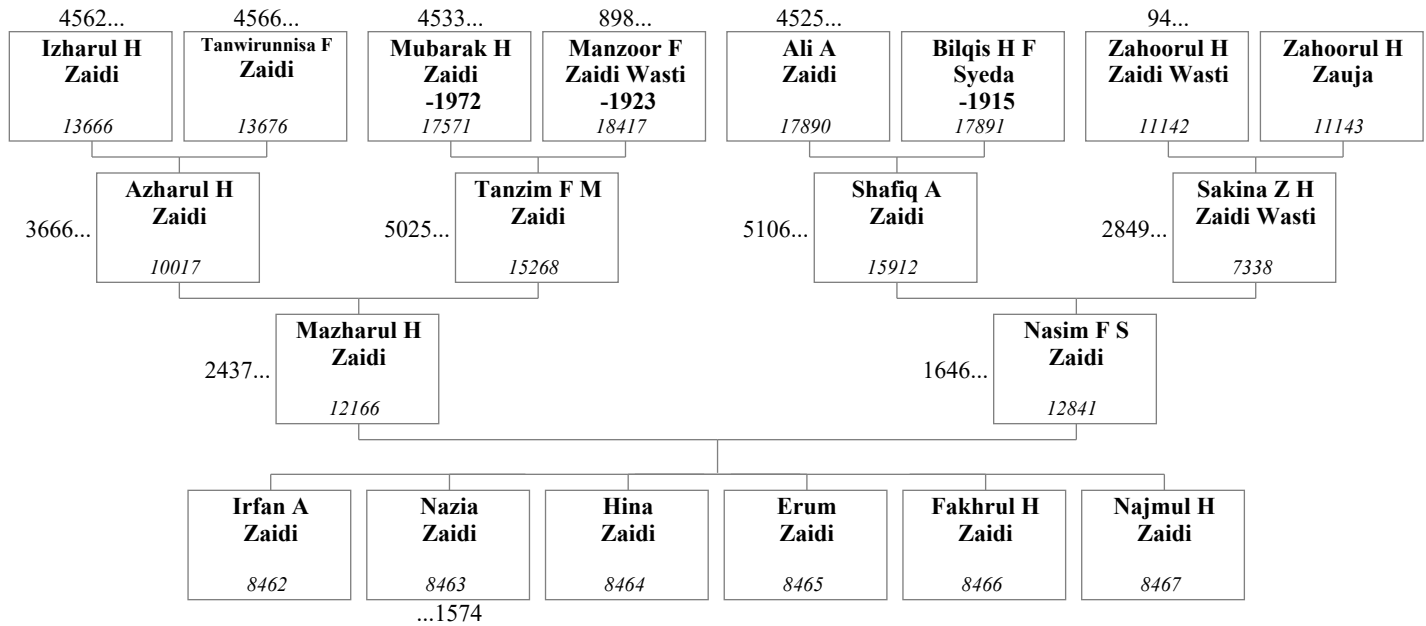 4562...
4566...
4533...
898...
4525...
94...
Izharul H
Zaidi
13666
Tanwirunnisa F
Zaidi
13676
Mubarak H
Zaidi
-1972
17571
Manzoor F
Zaidi Wasti
-1923
18417
Ali A
Zaidi
17890
Bilqis H F
Syeda
-1915
17891
Zahoorul H
Zaidi Wasti
11142
Zahoorul H
Zauja
11143
3666...
Azharul H
Zaidi
10017
5025...
Tanzim F M
Zaidi
15268
5106...
Shafiq A
Zaidi
15912
2849...
Sakina Z H
Zaidi Wasti
7338
2437...
Mazharul H
Zaidi
12166
1646...
Nasim F S
Zaidi
12841
Irfan A
Zaidi
8462
Nazia
Zaidi
8463
...1574
Hina
Zaidi
8464
Erum
Zaidi
8465
Fakhrul H
Zaidi
8466
Najmul H
Zaidi
8467